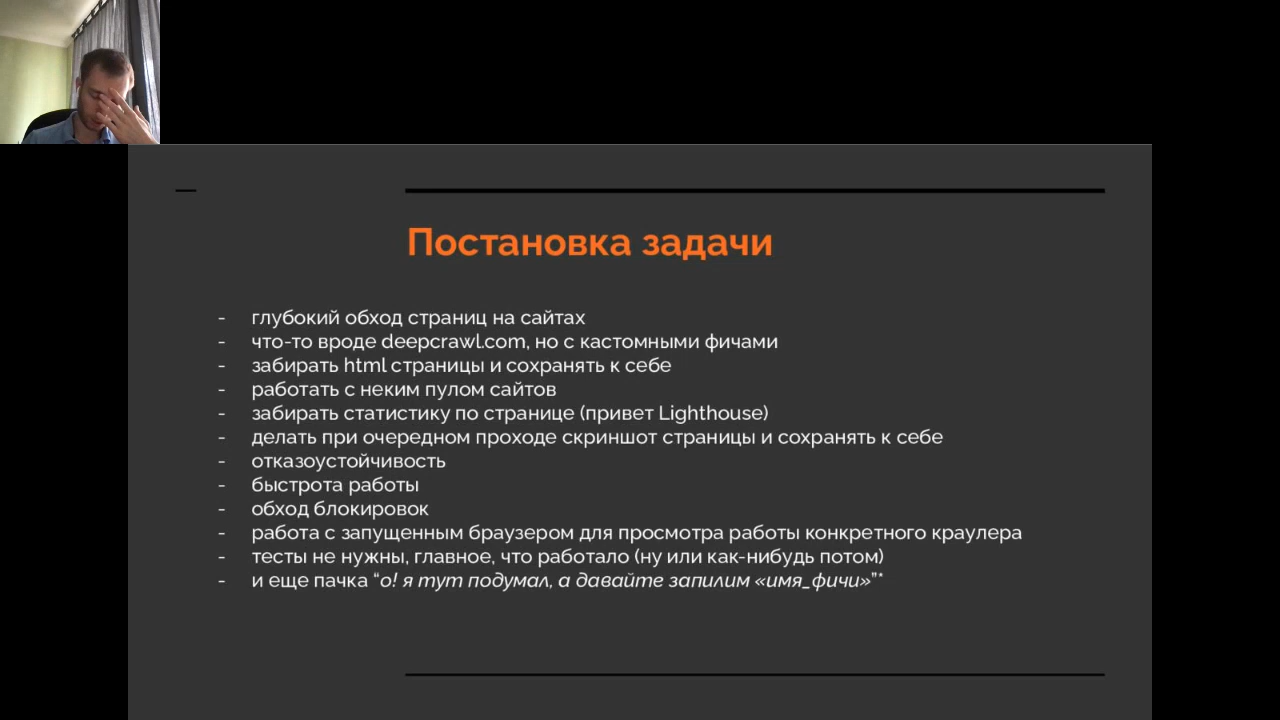 Постановка задачи
- глубокий обход страниц на сайтах
- что-то вроде deepcrawl.com, но с кастомными фичами
- забирать html страницы и сохранять к себе
- работать с неким пулом сайтов
- забирать статистику по странице (привет Lighthouse)
- делать при очередном проходе скриншот страницы и сохранять к себе
- отказоустойчивость
- быстрота работы
- обход блокировок
- работа с запущенным браузером для просмотра работы конкретного краулера
- тесты не нужны, главное, что работало (ну или как-нибудь потом)
- и еще пачка “о! я тут подумал, а давайте запилим «имя_фичи»”*